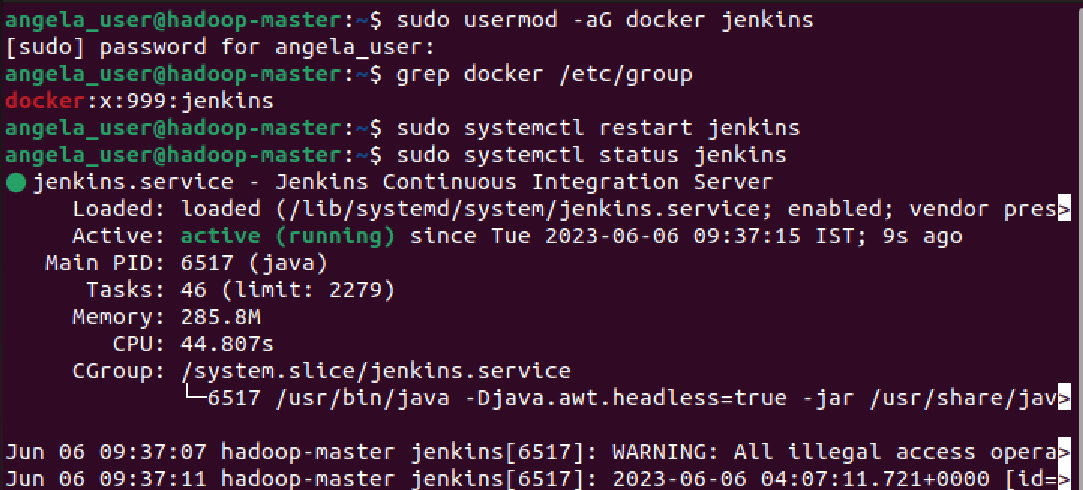 angela_user@hadoop-master:~$ sudo usermod -aG docker jenkins
[sudo] password for angela_user:
angela_user@hadoop-master:~$ grep docker /etc/group
docker:x:999:jenkins
angela_user@hadoop-master:~$ sudo systemctl restart jenkins
angela_user@hadoop-master:~$ sudo systemctl status jenkins
● jenkins.service - Jenkins Continuous Integration Server
     Loaded: loaded (/lib/systemd/system/jenkins.service; enabled; vendor pres>
     Active: active (running) since Tue 2023-06-06 09:37:15 IST; 9s ago
   Main PID: 6517 (java)
      Tasks: 46 (limit: 2279)
     Memory: 285.8M
        CPU: 44.807s
     CGroup: /system.slice/jenkins.service
             └─6517 /usr/bin/java -Djava.awt.headless=true -jar /usr/share/jav>
Jun 06 09:37:07 hadoop-master jenkins[6517]: WARNING: All illegal access opera>
Jun 06 09:37:11 hadoop-master jenkins[6517]: 2023-06-06 04:07:11.721+0000 [id=>